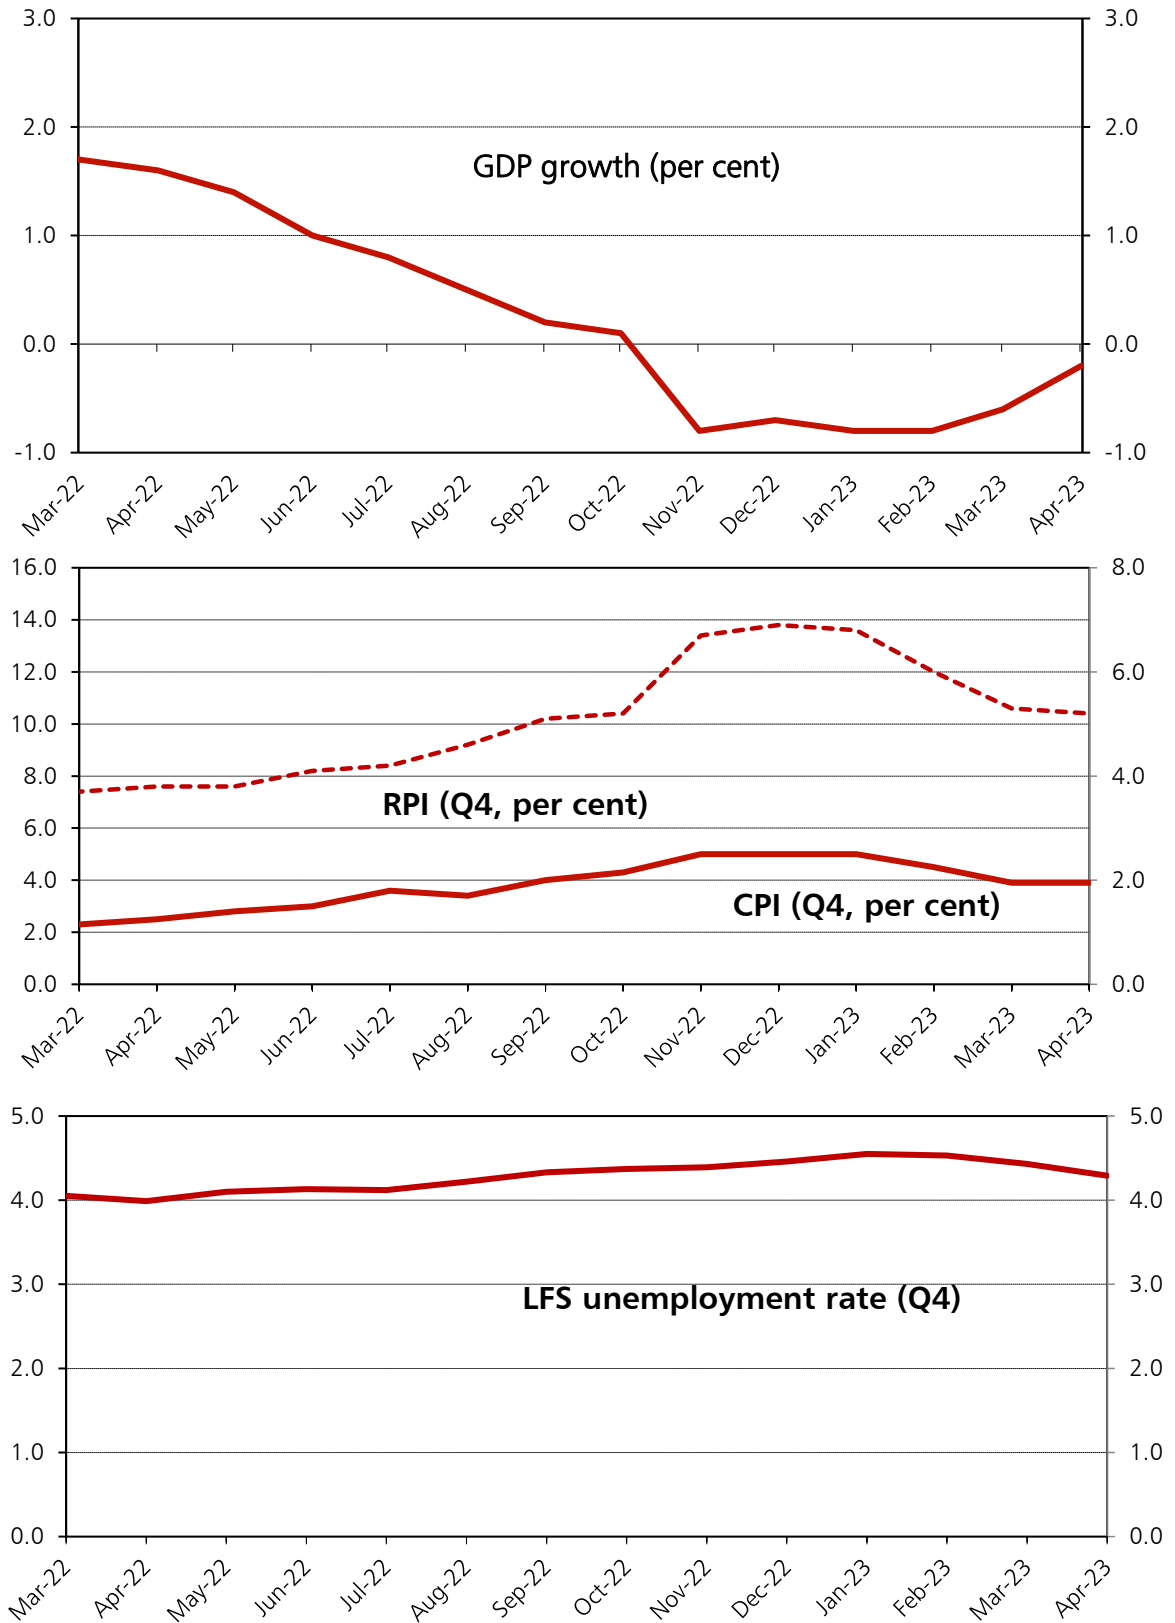 3.0 3.0
2.0 2.0
GDP growth (per cent)
1.0 1.0
0.0 0.0
-1.0 -1.0
Mar-22 Apr-22 May-22 Jun-22 Jul-22 Aug-22 Sep-22 Oct-22 Nov-22 Dec-22 Jan-23 Feb-23 Mar-23 Apr-23
16.0 8.0
14.0
12.0 6.0
10.0
8.0 4.0
RPI (Q4, per cent)
6.0
4.0 2.0
CPI (Q4, per cent)
2.0
0.0 0.0
Mar-22 Apr-22 May-22 Jun-22 Jul-22 Aug-22 Sep-22 Oct-22 Nov-22 Dec-22 Jan-23 Feb-23 Mar-23 Apr-23
5.0 5.0
4.0 4.0
3.0 3.0
LFS unemployment rate (Q4)
2.0 2.0
1.0 1.0
0.0 0.0
Mar-22 Apr-22 May-22 Jun-22 Jul-22 Aug-22 Sep-22 Oct-22 Nov-22 Dec-22 Jan-23 Feb-23 Mar-23 Apr-23